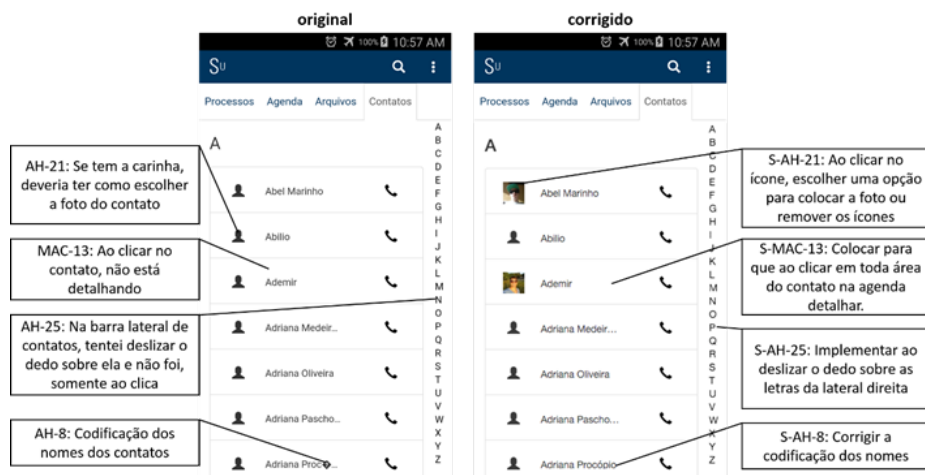 original
corrigido
100% 10:57 AM
100% 10:57 AM
SU
SU
Processos Agenda Arquivos Contatos
Processos Agenda Arquivos Contatos
A
A
Abel Marinho
Abilio
Ademir
Adriana Medeir...
Adriana Oliveira
Adriana Pascho...
Adriana Proc�...
A
B
C
D
E
F
G
H
I
J
K
L
M
N
O
P
Q
R
S
T
U
V
W
X
Y
Z
Abel Marinho
Abilio
Ademir
Adriana Medeir...
Adriana Oliveira
Adriana Pascho...
Adriana Procópio
A
B
C
D
E
F
G
H
I
J
K
L
M
N
O
P
Q
R
S
T
U
V
W
X
Y
Z
AH-21: Se tem a carinha,
deveria ter como escolher
a foto do contato
MAC-13: Ao clicar no
contato, não está
detalhando
AH-25: Na barra lateral de
contatos, tentei deslizar o
dedo sobre ela e não foi,
somente ao clica
AH-8: Codificação dos
nomes dos contatos
S-AH-21: Ao clicar no
ícone, escolher uma opção
para colocar a foto ou
remover os ícones
S-MAC-13: Colocar para
que ao clicar em toda área
do contato na agenda
detalhar.
S-AH-25: Implementar ao
deslizar o dedo sobre as
letras da lateral direita
S-AH-8: Corrigir a
codificação dos nomes